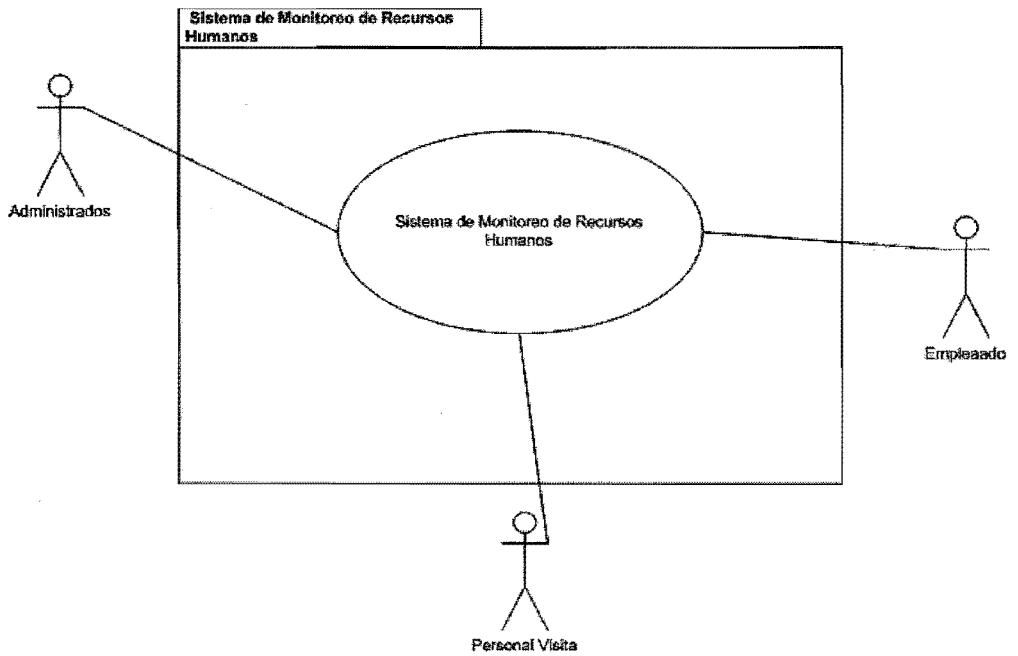 Sistema de Monitoreo de Recursos
Humanos
Administrados
Sistema de Monitoreo de Recursos
Humanos
Empleaado
Personal Visita